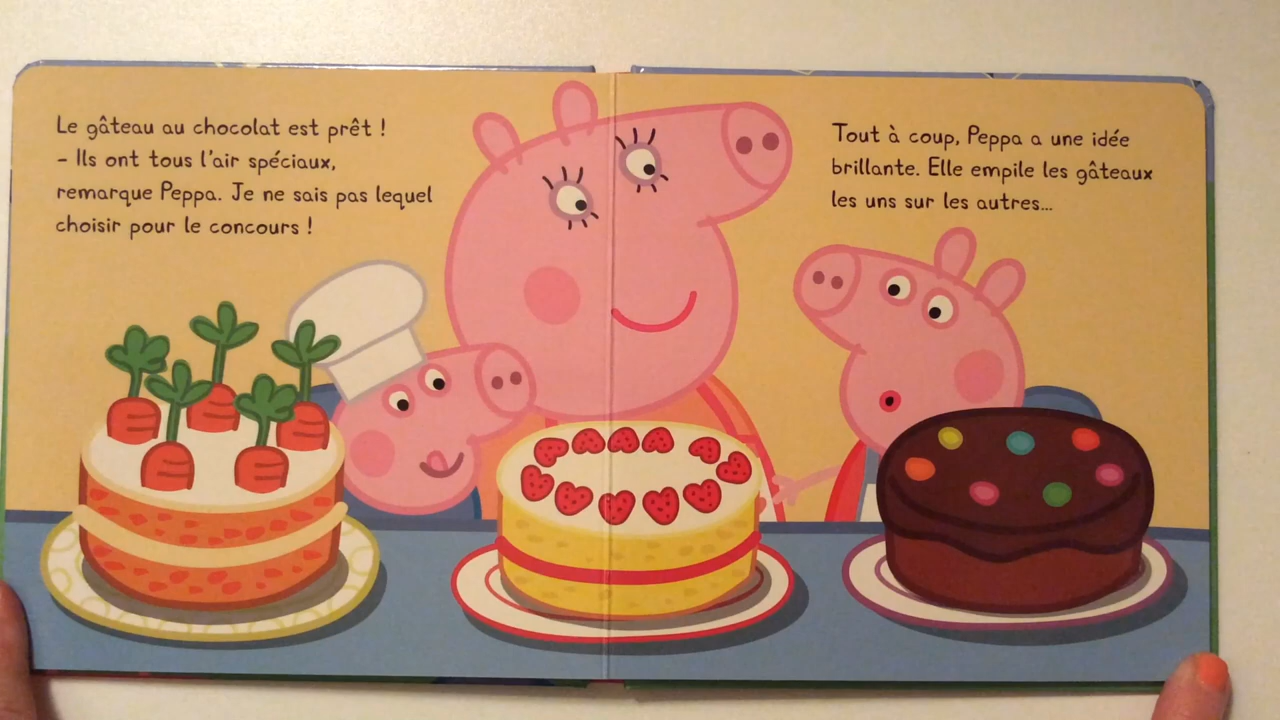 Le gâteau au chocolat est prêt !
– Ils ont tous l'air spéciaux,
remarque Peppa. Je ne sais pas lequel
choisir pour le concours !
Tout à coup, Peppa a une idée
brillante. Elle empile les gâteaux
les uns sur les autres...